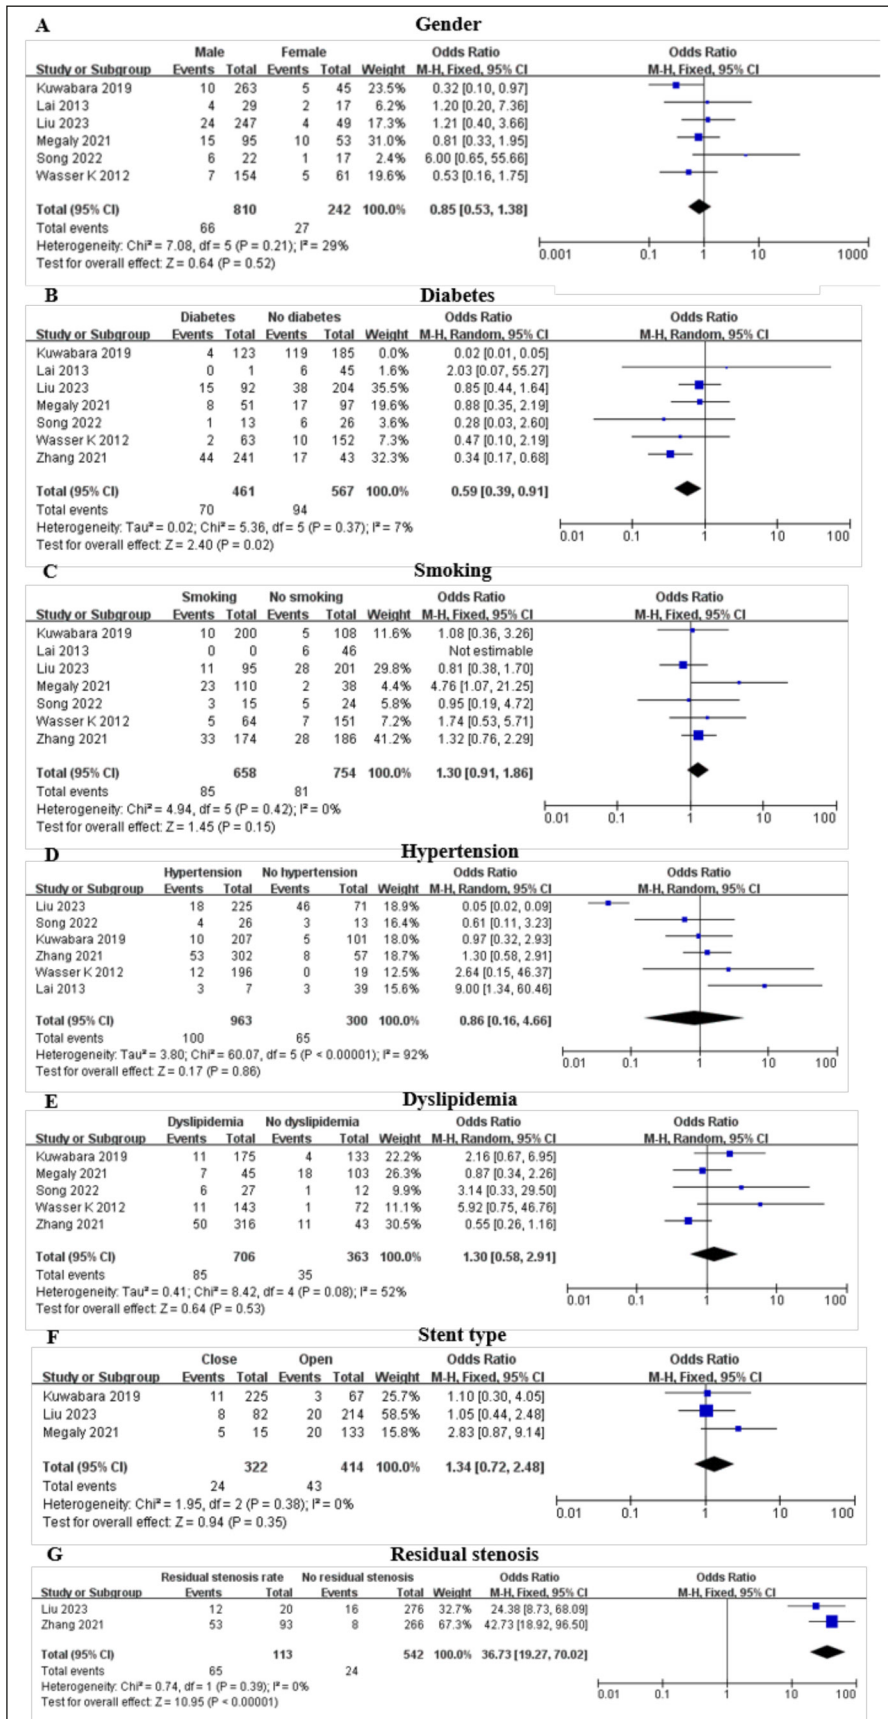 A Gender
Male Female Odds Ratio Odds Ratio
Study or Subgroup Events Total Events Total Weight M-H, Fixed, 95% CI M-H, Fixed, 95% CI
Kuwabara 2019 10 263 5 45 23.5% 0.32 [0.10, 0.97]
Lai 2013 4 29 2 17 6.2% 1.20 [0.20, 7.36]
Liu 2023 24 247 4 49 17.3% 1.21 [0.40, 3.66]
Megaly 2021 15 95 10 53 31.0% 0.81 [0.33, 1.95]
Song 2022 6 22 1 17 2.4% 6.00 [0.65, 55.66]
Wasser K 2012 7 154 5 61 19.6% 0.53 [0.16, 1.75]
Total (95% CI) 810 242 100.0% 0.85 [0.53, 1.38]
Total events 66 27
Heterogeneity: Chi² = 7.08, df = 5 (P = 0.21); I² = 29%
Test for overall effect: Z = 0.64 (P = 0.52)
0.001 0.1 1 10 1000
B Diabetes
Diabetes No diabetes Odds Ratio Odds Ratio
Study or Subgroup Events Total Events Total Weight M-H, Random, 95% CI M-H, Random, 95% CI
Kuwabara 2019 4 123 119 185 0.0% 0.02 [0.01, 0.05]
Lai 2013 0 1 6 45 1.6% 2.03 [0.07, 55.27]
Liu 2023 15 92 38 204 35.5% 0.85 [0.44, 1.64]
Megaly 2021 8 51 17 97 19.6% 0.88 [0.35, 2.19]
Song 2022 1 13 6 26 3.6% 0.28 [0.03, 2.60]
Wasser K 2012 2 63 10 152 7.3% 0.47 [0.10, 2.19]
Zhang 2021 44 241 17 43 32.3% 0.34 [0.17, 0.68]
Total (95% CI) 461 567 100.0% 0.59 [0.39, 0.91]
Total events 70 94
Heterogeneity: Tau² = 0.02; Chi² = 5.36, df = 5 (P = 0.37); I² = 7%
Test for overall effect: Z = 2.40 (P = 0.02)
0.01 0.1 1 10 100
C Smoking
Smoking No smoking Odds Ratio Odds Ratio
Study or Subgroup Events Total Events Total Weight M-H, Fixed, 95% CI M-H, Fixed, 95% CI
Kuwabara 2019 10 200 5 108 11.6% 1.08 [0.36, 3.26]
Lai 2013 0 0 6 46 Not estimable
Liu 2023 11 95 28 201 29.8% 0.81 [0.38, 1.70]
Megaly 2021 23 110 2 38 4.4% 4.76 [1.07, 21.25]
Song 2022 3 15 5 24 5.8% 0.95 [0.19, 4.72]
Wasser K 2012 5 64 7 151 7.2% 1.74 [0.53, 5.71]
Zhang 2021 33 174 28 186 41.2% 1.32 [0.76, 2.29]
Total (95% CI) 658 754 100.0% 1.30 [0.91, 1.86]
Total events 85 81
Heterogeneity: Chi² = 4.94, df = 5 (P = 0.42); I² = 0%
Test for overall effect: Z = 1.45 (P = 0.15)
0.01 0.1 1 10 100
D Hypertension
Hypertension No hypertension Odds Ratio Odds Ratio
Study or Subgroup Events Total Events Total Weight M-H, Random, 95% CI M-H, Random, 95% CI
Liu 2023 18 225 46 71 18.9% 0.05 [0.02, 0.09]
Song 2022 4 26 3 13 16.4% 0.61 [0.11, 3.23]
Kuwabara 2019 10 207 5 101 18.0% 0.97 [0.32, 2.93]
Zhang 2021 53 302 8 57 18.7% 1.30 [0.58, 2.91]
Wasser K 2012 12 196 0 19 12.5% 2.64 [0.15, 46.37]
Lai 2013 3 7 3 39 15.6% 9.00 [1.34, 60.46]
Total (95% CI) 963 300 100.0% 0.86 [0.16, 4.66]
Total events 100 65
Heterogeneity: Tau² = 3.80; Chi² = 60.07, df = 5 (P < 0.00001); I² = 92%
Test for overall effect: Z = 0.17 (P = 0.86)
0.01 0.1 1 10 100
E Dyslipidemia
Dyslipidemia No dyslipidemia Odds Ratio Odds Ratio
Study or Subgroup Events Total Events Total Weight M-H, Random, 95% CI M-H, Random, 95% CI
Kuwabara 2019 11 175 4 133 22.2% 2.16 [0.67, 6.95]
Megaly 2021 7 45 18 103 26.3% 0.87 [0.34, 2.26]
Song 2022 6 27 1 12 9.9% 3.14 [0.33, 29.50]
Wasser K 2012 11 143 1 72 11.1% 5.92 [0.75, 46.76]
Zhang 2021 50 316 11 43 30.5% 0.55 [0.26, 1.16]
Total (95% CI) 706 363 100.0% 1.30 [0.58, 2.91]
Total events 85 35
Heterogeneity: Tau² = 0.41; Chi² = 8.42, df = 4 (P = 0.08); I² = 52%
Test for overall effect: Z = 0.64 (P = 0.53)
0.01 0.1 1 10 100
F Stent type
Close Open Odds Ratio Odds Ratio
Study or Subgroup Events Total Events Total Weight M-H, Fixed, 95% CI M-H, Fixed, 95% CI
Kuwabara 2019 11 225 3 67 25.7% 1.10 [0.30, 4.05]
Liu 2023 8 82 20 214 58.5% 1.05 [0.44, 2.48]
Megaly 2021 5 15 20 133 15.8% 2.83 [0.87, 9.14]
Total (95% CI) 322 414 100.0% 1.34 [0.72, 2.48]
Total events 24 43
Heterogeneity: Chi² = 1.95, df = 2 (P = 0.38); I² = 0%
Test for overall effect: Z = 0.94 (P = 0.35)
0.01 0.1 1 10 100
G Residual stenosis
Residual stenosis rate No residual stenosis Odds Ratio Odds Ratio
Study or Subgroup Events Total Events Total Weight M-H, Fixed, 95% CI M-H, Fixed, 95% CI
Liu 2023 12 20 16 276 32.7% 24.38 [8.73, 68.09]
Zhang 2021 53 93 8 266 67.3% 42.73 [18.92, 96.50]
Total (95% CI) 113 542 100.0% 36.73 [19.27, 70.02]
Total events 65 24
Heterogeneity: Chi² = 0.74, df = 1 (P = 0.39); I² = 0%
Test for overall effect: Z = 10.95 (P < 0.00001)
0.01 0.1 1 10 100